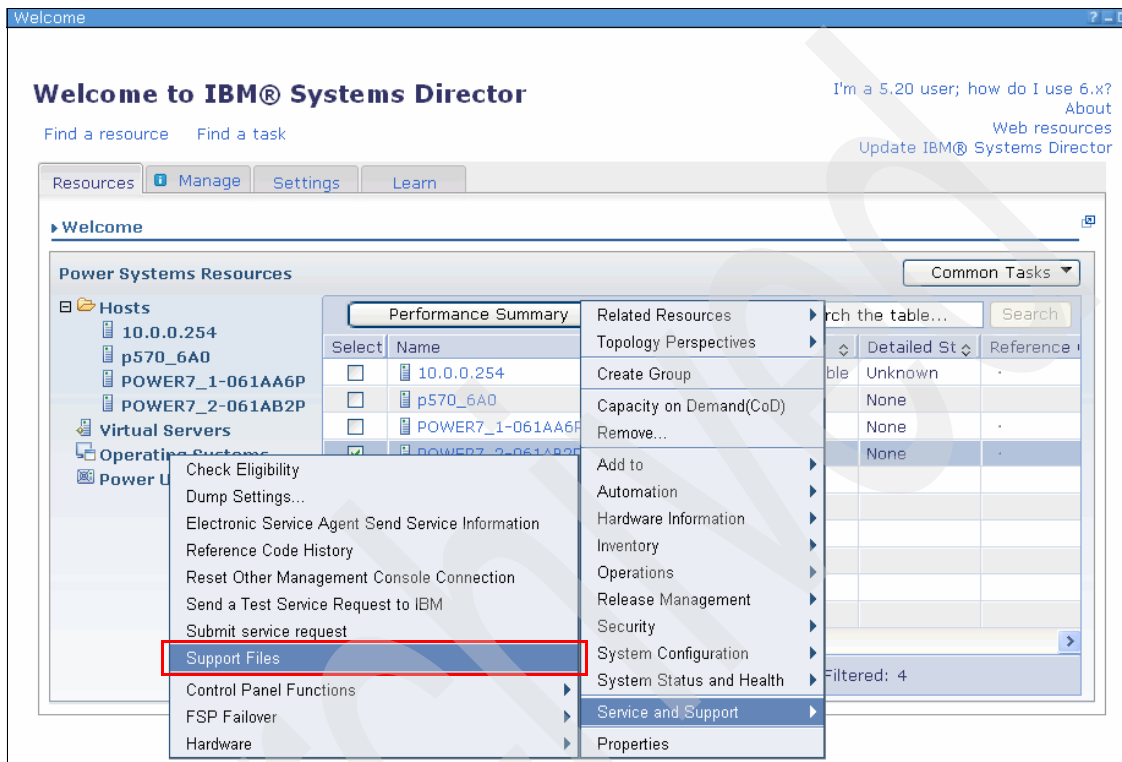 Welcome
Welcome to IBM® Systems Director
I'm a 5.20 user; how do I use 6.x?
About
Web resources
Update IBM® Systems Director
Find a resource Find a task
Resources Manage Settings Learn
Welcome
Power Systems Resources
Common Tasks
Hosts
10.0.0.254
p570_6A0
POWER7_1-061AA6P
POWER7_2-061AB2P
Virtual Servers
Operating Systems
Power U
Performance Summary
rch the table... Search
Select Name Detailed St Reference
10.0.0.254 ble Unknown
p570_6A0 None
POWER7_1-061AA6P None
POWER7_2-061AB2P None
Related Resources
Topology Perspectives
Create Group
Capacity on Demand(CoD)
Remove...
Add to
Automation
Hardware Information
Inventory
Operations
Release Management
Security
System Configuration
System Status and Health
Service and Support
Properties
Check Eligibility
Dump Settings...
Electronic Service Agent Send Service Information
Reference Code History
Reset Other Management Console Connection
Send a Test Service Request to IBM
Submit service request
Support Files
Control Panel Functions
FSP Failover
Hardware
Filtered: 4